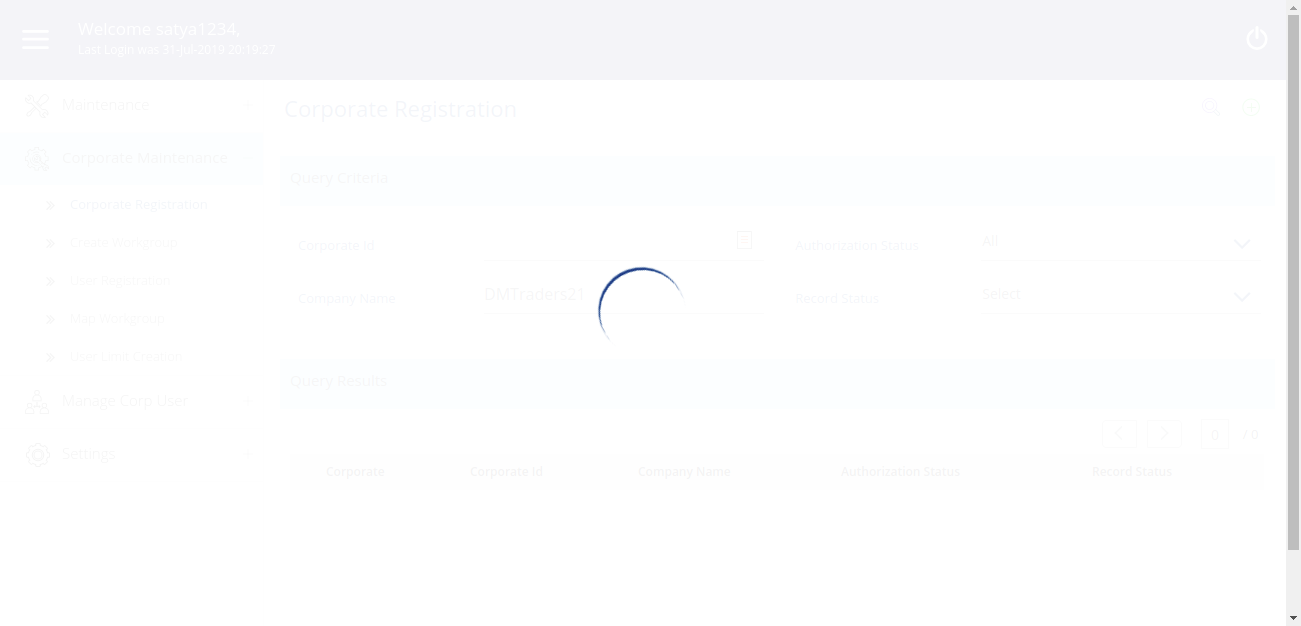 Welcome satya1234,
Last Login was 31-Jul-2019 20:19:27
Maintenance
Corporate Maintenance
Corporate Registration
Create Workgroup
User Registration
Map Workgroup
User Limit Creation
Manage Corp User
Settings
Corporate Registration
Query Criteria
Corporate Id
Authorization Status All
Company Name DMTraders21
Record Status Select
Query Results
0 / 0
Corporate Corporate Id Company Name Authorization Status Record Status